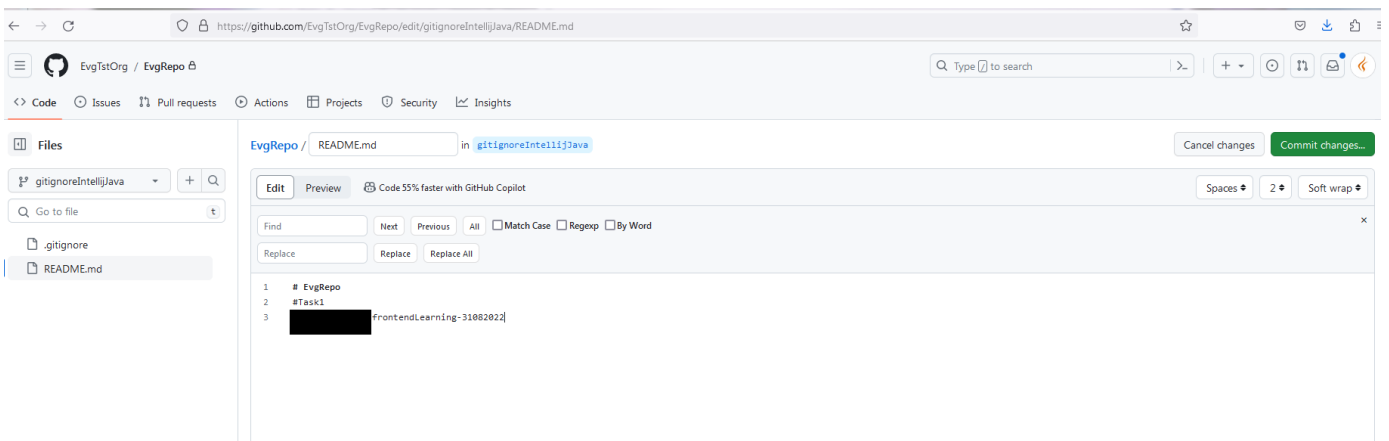 https://github.com/EvgTstOrg/EvgRepo/edit/gitignoreIntellijJava/README.md
EvgTstOrg / EvgRepo
Type / to search
Code Issues Pull requests Actions Projects Security Insights
Files
EvgRepo / README.md in gitignoreIntellijJava
Cancel changes Commit changes...
gitignoreIntellijJava
Edit Preview Code 55% faster with GitHub Copilot
Spaces 2 Soft wrap
Go to file t
Find Next Previous All Match Case Regexp By Word ×
.gitignore
Replace Replace Replace All
README.md
1 # EvgRepo
2 #Task1
3 frontendLearning-31082022